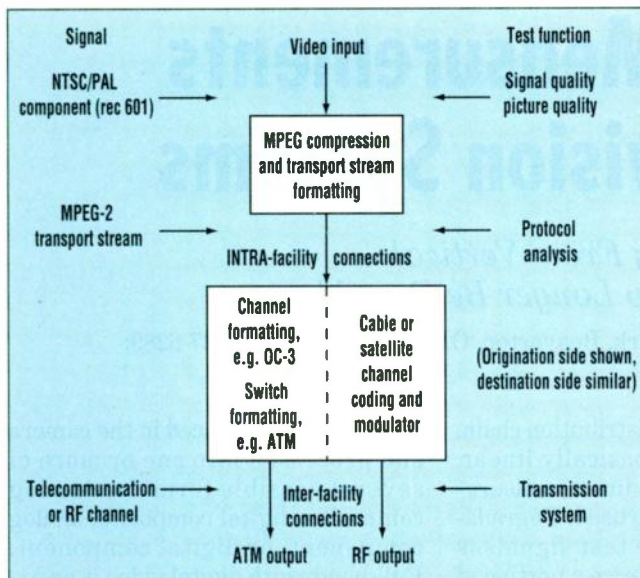 Measurements
ision Systems
Signal
Video input
Test function
NTSC/PAL
component (rec 601)
Signal quality
picture quality
MPEG compression
and transport stream
formatting
MPEG-2
transport stream
Protocol
analysis
INTRA-facility connections
Channel
formatting,
e.g. OC-3
Switch
formatting,
e.g. ATM
Cable or
satellite
channel
coding and
modulator
(Origination side shown,
destination side similar)
Telecommunication
or RF channel
Inter-facility
connections
Transmission
system
ATM output
RF output